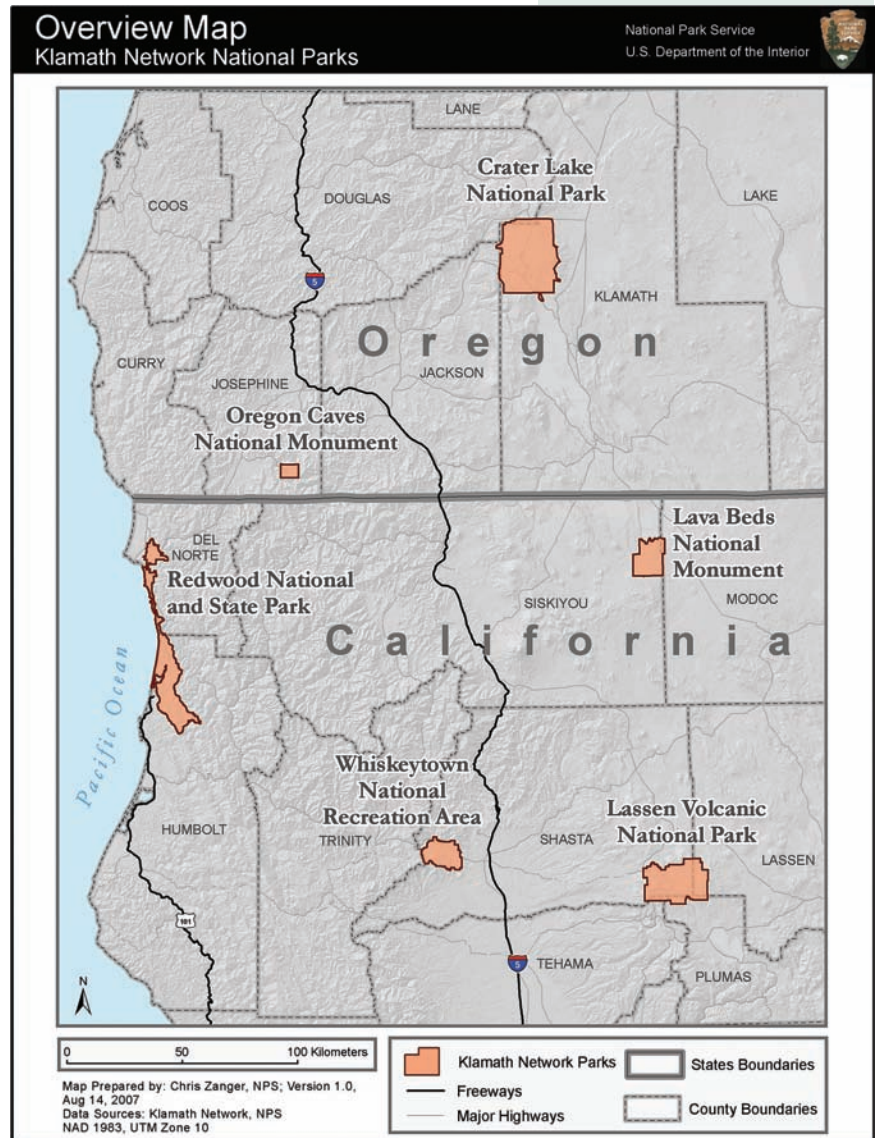 Overview Map
Klamath Network National Parks
National Park Service
U.S. Department of the Interior
LANE
Crater Lake
National Park
COOS
DOUGLAS
LAKE
5
KLAMATH
Oregon
CURRY
JACKSON
JOSEPHINE
Oregon Caves
National Monument
Lava Beds
National
Monument
DEL
NORTE
Redwood National
and State Park
SISKIYOU
MODOC
California
Pacific Ocean
Whiskeytown
National
Recreation Area
Lassen Volcanic
National Park
HUMBOLT
TRINITY
SHASTA
LASSEN
101
5
TEHAMA
PLUMAS
N
0 50 100 Kilometers
Map Prepared by: Chris Zanger, NPS; Version 1.0,
Aug 14, 2007
Data Sources: Klamath Network, NPS
NAD 1983, UTM Zone 10
Klamath Network Parks
Freeways
Major Highways
States Boundaries
County Boundaries